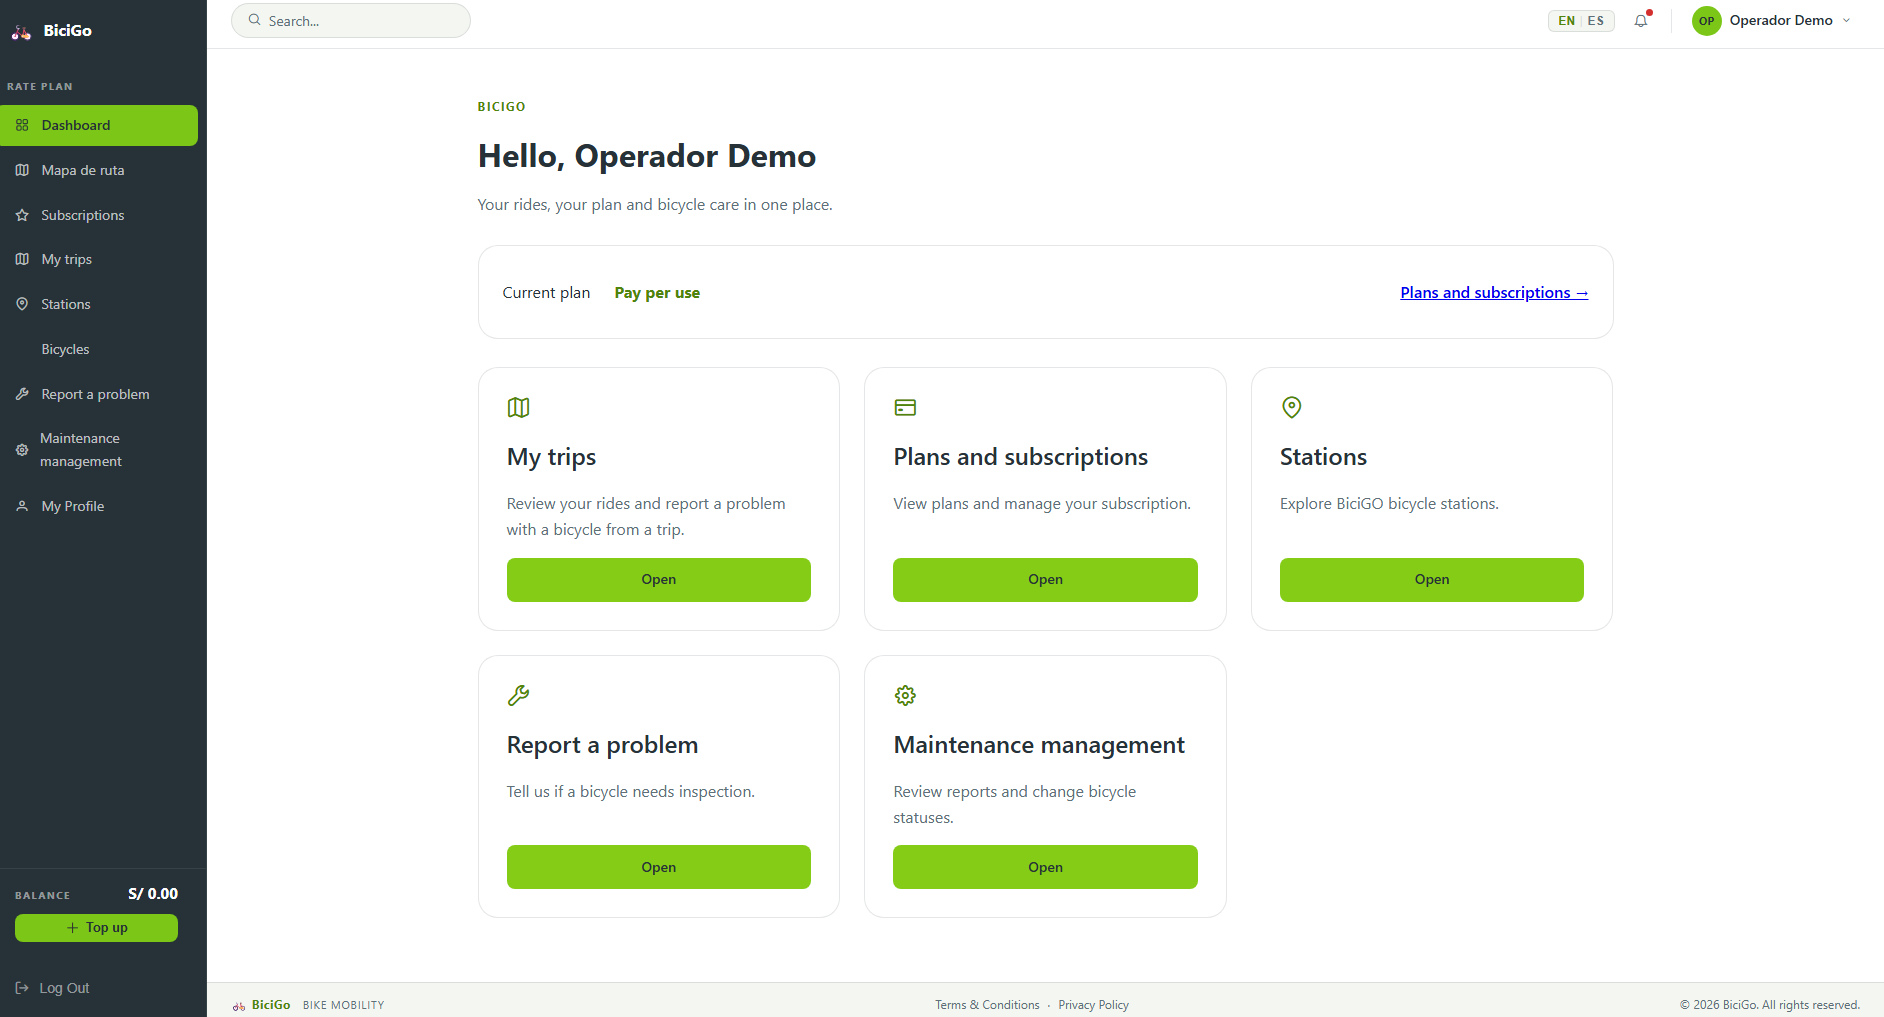 BiciGo
Search...
EN ES
OP Operador Demo
RATE PLAN
Dashboard
Mapa de ruta
Subscriptions
My trips
Stations
Bicycles
Report a problem
Maintenance
management
My Profile
BALANCE S/ 0.00
+ Top up
Log Out
BICIGO
Hello, Operador Demo
Your rides, your plan and bicycle care in one place.
Current plan Pay per use
Plans and subscriptions →
My trips
Review your rides and report a problem
with a bicycle from a trip.
Open
Plans and subscriptions
View plans and manage your subscription.
Open
Stations
Explore BiciGO bicycle stations.
Open
Report a problem
Tell us if a bicycle needs inspection.
Open
Maintenance management
Review reports and change bicycle
statuses.
Open
BiciGo BIKE MOBILITY
Terms & Conditions · Privacy Policy
© 2026 BiciGo. All rights reserved.